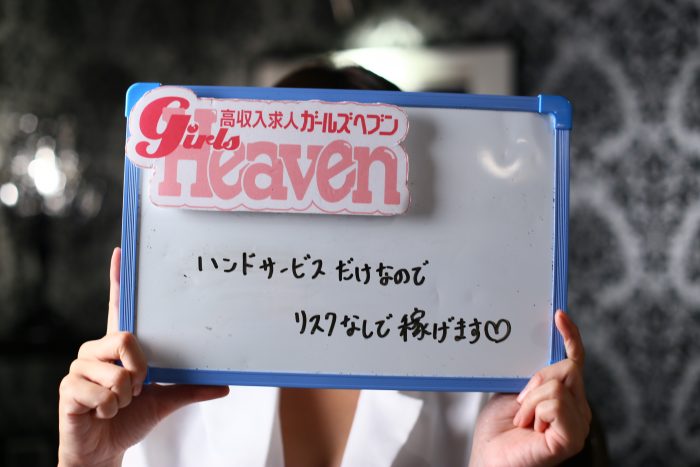 高収入求人ガールズヘブン
Girls
Heaven
ハンドサービスだけなので
リスクなしで稼げます♡